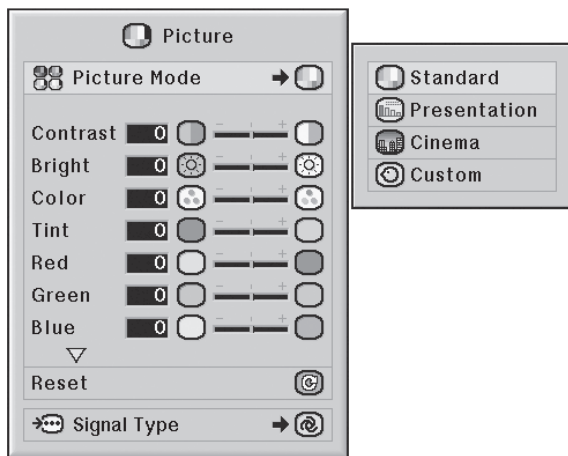 Picture
Picture Mode
Contrast 0
Bright 0
Color 0
Tint 0
Red 0
Green 0
Blue 0
Reset
Signal Type
Standard
Presentation
Cinema
Custom